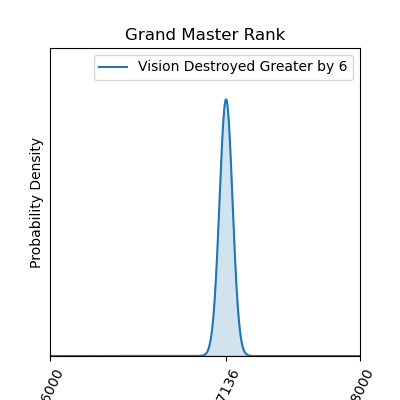 Grand Master Rank
Vision Destroyed Greater by 6
Probability Density
6000
7136
8000